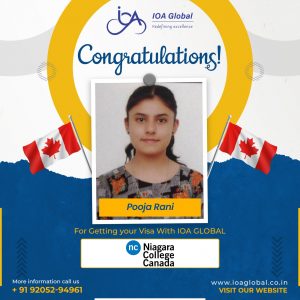 IOA Global
Redefining excellence
Congratulations!
Pooja Rani
For Getting your Visa With IOA GLOBAL
nc Niagara
College
Canada
More information call us
+ 91 92052-94961
www.ioaglobal.co.in
VISIT OUR WEBSITE